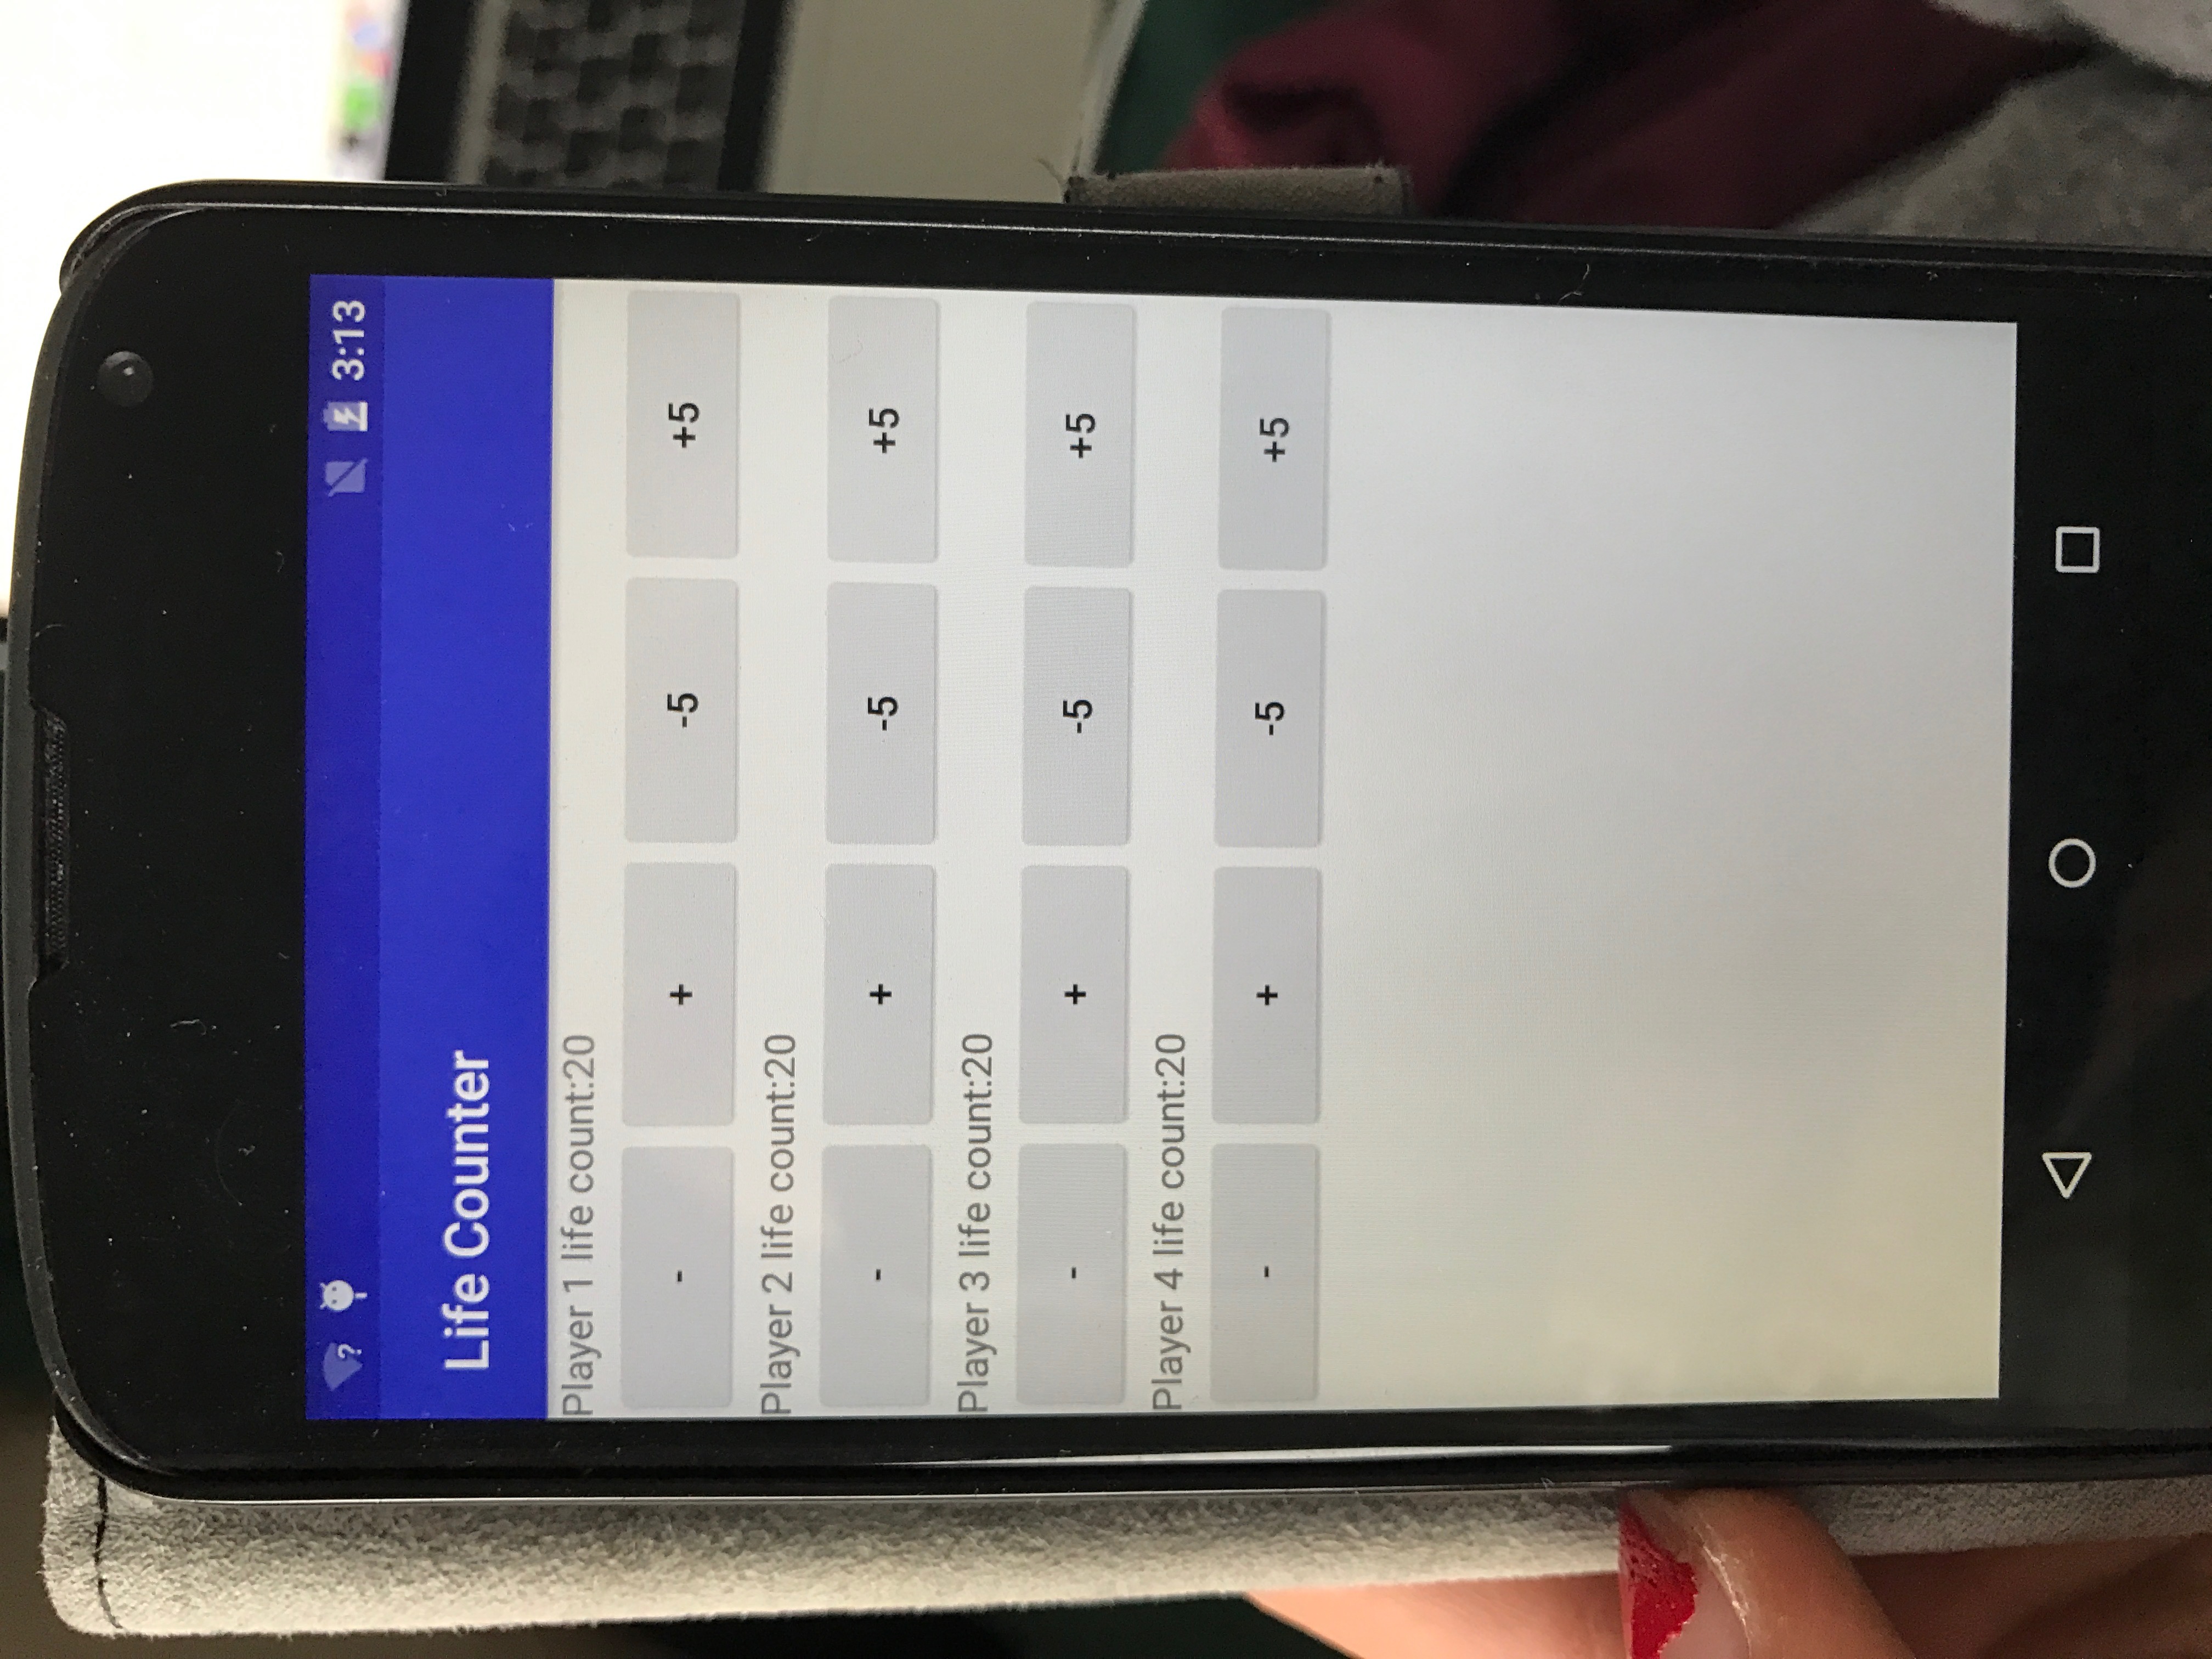 3:13
Life Counter
Player 1 life count:20
- + -5 +5
Player 2 life count:20
- + -5 +5
Player 3 life count:20
- + -5 +5
Player 4 life count:20
- + -5 +5